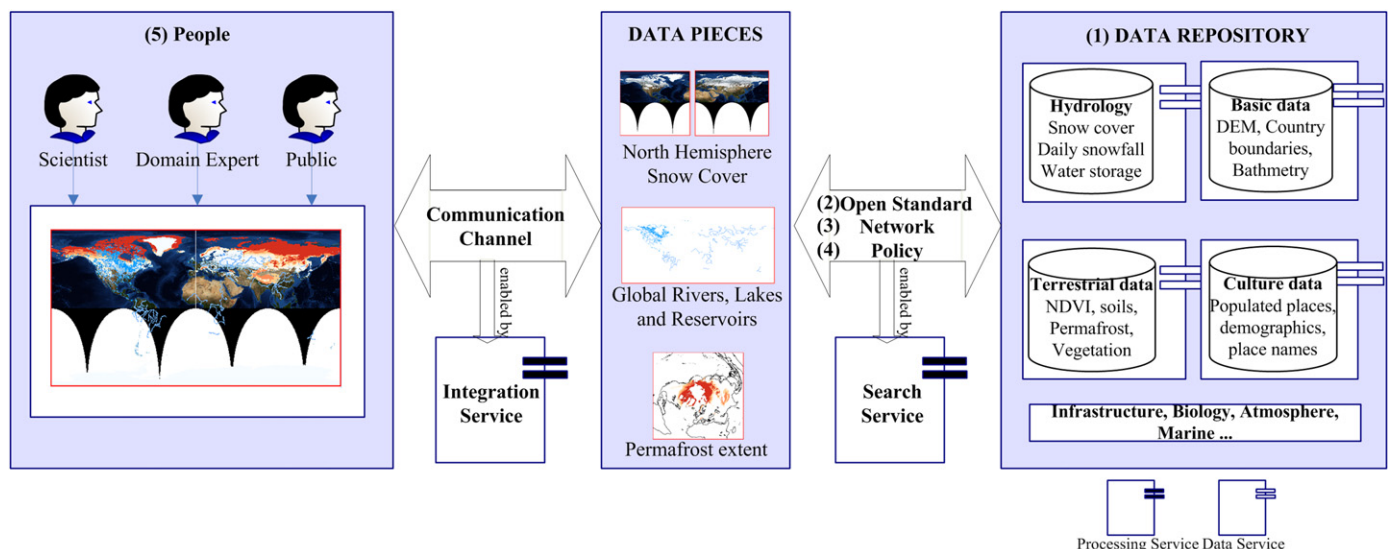 (5) People
Scientist
Domain Expert
Public
Communication
Channel
enabled by
Integration
Service
DATA PIECES
North Hemisphere
Snow Cover
Global Rivers, Lakes
and Reservoirs
Permafrost extent
(2) Open Standard
(3) Network
(4) Policy
enabled by
Search
Service
(1) DATA REPOSITORY
Hydrology
Snow cover
Daily snowfall
Water storage
Basic data
DEM, Country
boundaries,
Bathmetry
Terrestrial data
NDVI, soils,
Permafrost,
Vegetation
Culture data
Populated places,
demographics,
place names
Infrastructure, Biology, Atmosphere,
Marine ...
Processing Service
Data Service